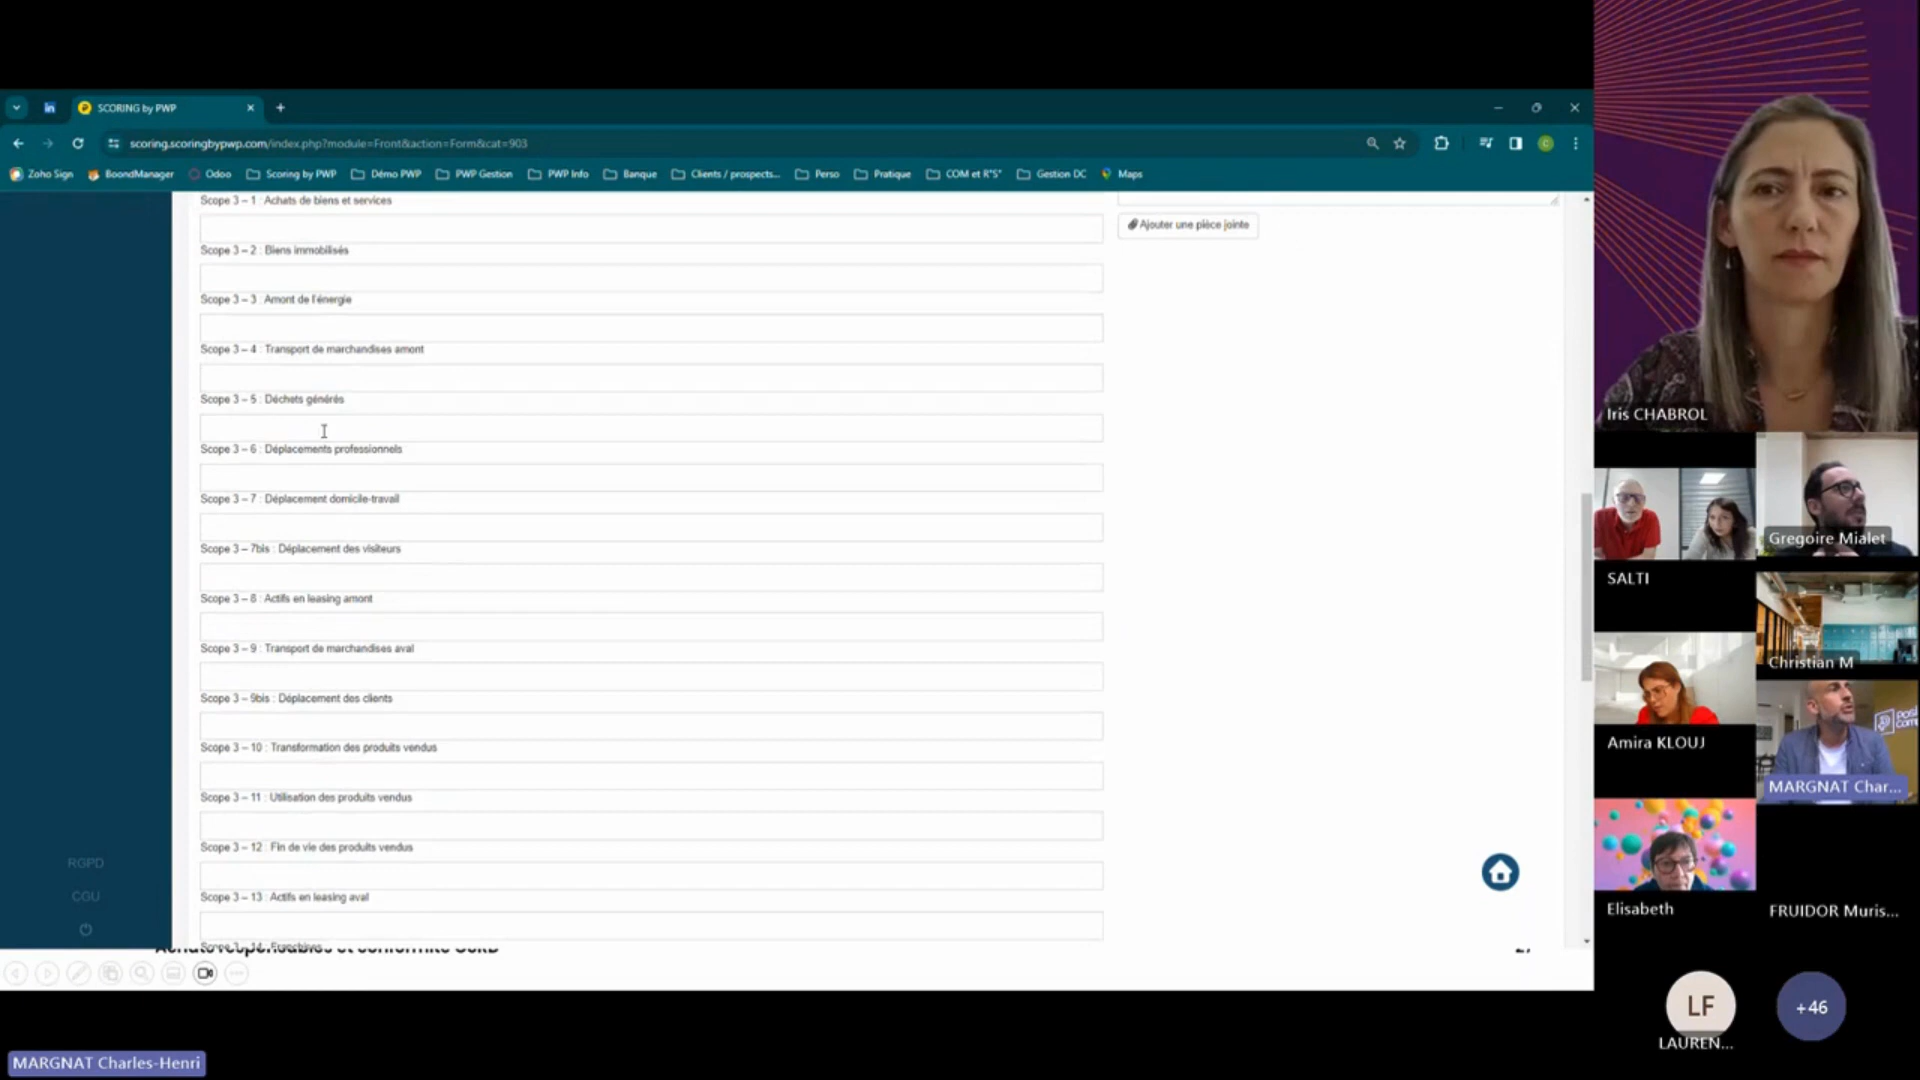 SCORING by PWP
scoring.scoringbypwp.com/index.php?module=Front&action=Form&cat=903
Zoho Sign
BoondManager
Odoo
Scoring by PWP
Démo PWP
PWP Gestion
PWP Info
Banque
Clients / prospects...
Perso
Pratique
COM et R"S"
Gestion DC
Maps
Scope 3 – 1 : Achats de biens et services
Ajouter une pièce jointe
Scope 3 – 2 : Biens immobilisés
Scope 3 – 3 : Amont de l'énergie
Scope 3 – 4 : Transport de marchandises amont
Scope 3 – 5 : Déchets générés
Scope 3 – 6 : Déplacements professionnels
Scope 3 – 7 : Déplacement domicile-travail
Scope 3 – 7bis : Déplacement des visiteurs
Scope 3 – 8 : Actifs en leasing amont
Scope 3 – 9 : Transport de marchandises aval
Scope 3 – 9bis : Déplacement des clients
Scope 3 – 10 : Transformation des produits vendus
Scope 3 – 11 : Utilisation des produits vendus
Scope 3 – 12 : Fin de vie des produits vendus
Scope 3 – 13 : Actifs en leasing aval
Scope 3 – 14 : Franchises
RGPD
CGU
Iris CHABROL
SALTI
Gregoire Mialet
Christian M
Amira KLOUJ
MARGNAT Char...
Elisabeth
FRUIDOR Muris...
LF
LAUREN...
+46
MARGNAT Charles-Henri